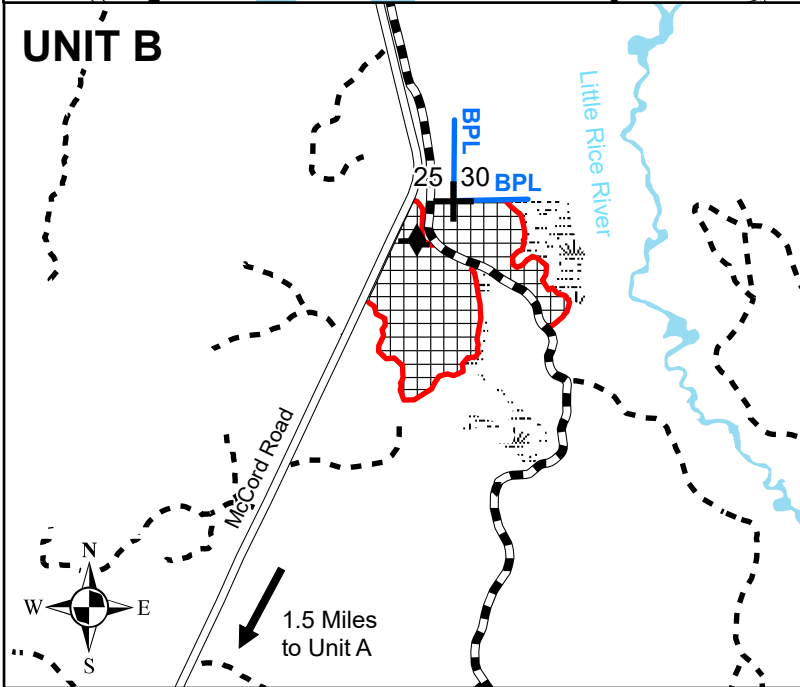 UNIT B
BPL
Little Rice River
25
30
BPL
McCord Road
N
W
E
S
1.5 Miles
to Unit A